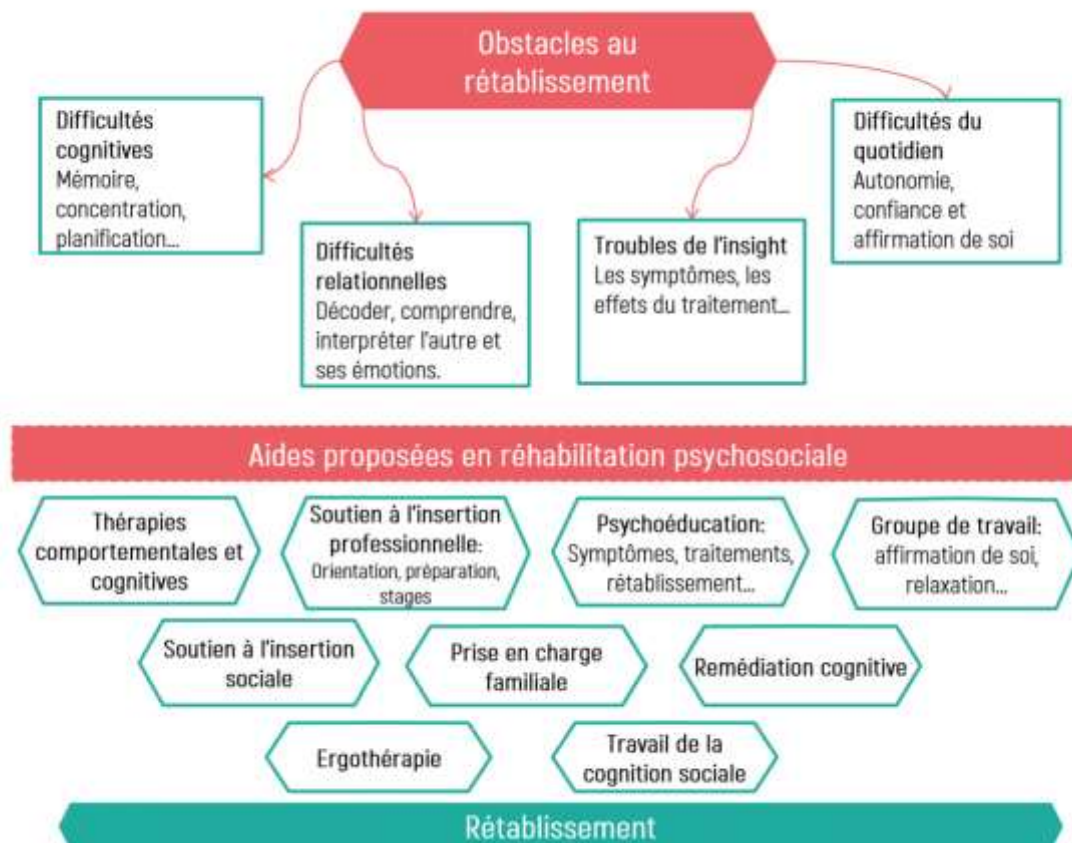 Obstacles au
rétablissement
Difficultés
cognitives
Mémoire,
concentration,
planification...
Difficultés
relationnelles
Décoder, comprendre,
interpréter l'autre et
ses émotions.
Troubles de l'insight
Les symptômes, les
effets du traitement...
Difficultés du
quotidien
Autonomie,
confiance et
affirmation de soi
Aides proposées en réhabilitation psychosociale
Thérapies
comportementales et
cognitives
Soutien à l'insertion
professionnelle:
Orientation, préparation,
stages
Psychoéducation:
Symptômes, traitements,
rétablissement...
Groupe de travail:
affirmation de soi,
relaxation...
Soutien à l'insertion
sociale
Prise en charge
familiale
Remédiation cognitive
Ergothérapie
Travail de la
cognition sociale
Rétablissement